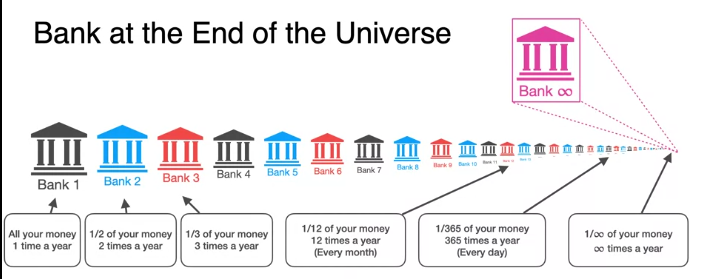 Bank at the End of the Universe
Bank ∞
Bank 1
Bank 2
Bank 3
Bank 4
Bank 5
Bank 6
Bank 7
Bank 8
Bank 9
Bank 10
Bank 11
All your money
1 time a year
1/2 of your money
2 times a year
1/3 of your money
3 times a year
1/12 of your money
12 times a year
(Every month)
1/365 of your money
365 times a year
(Every day)
1/∞ of your money
∞ times a year